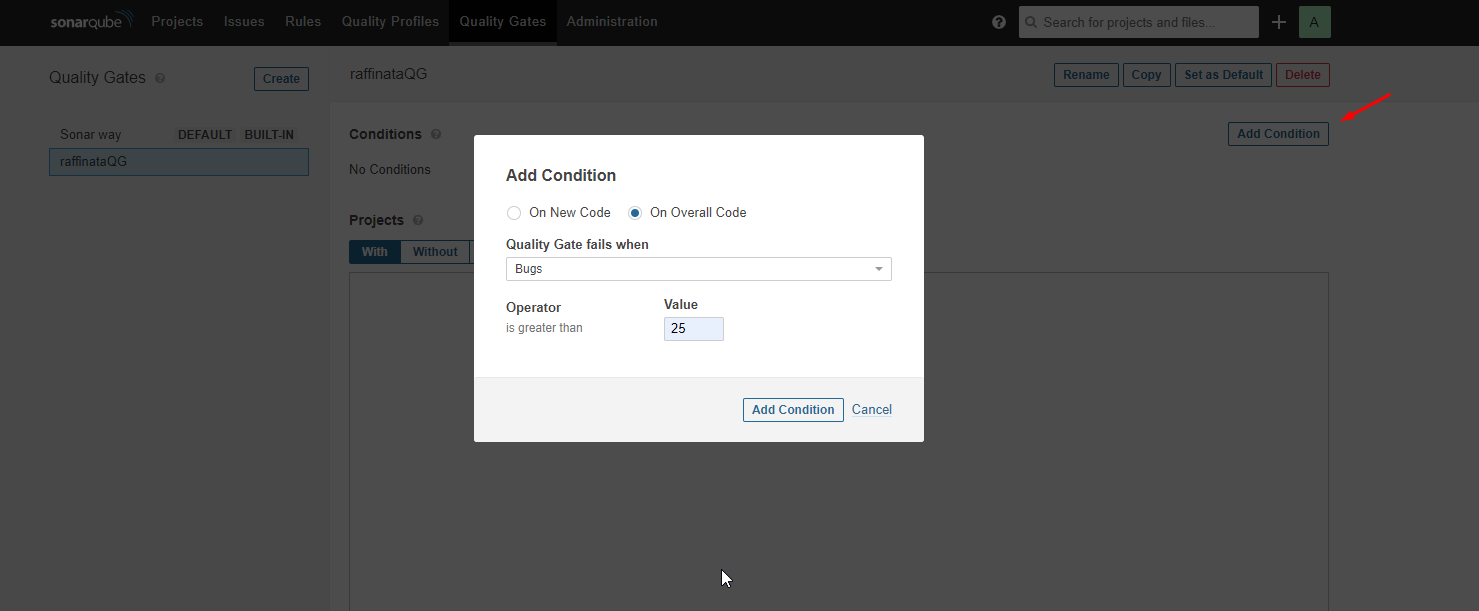 sonarqube Projects Issues Rules Quality Profiles Quality Gates Administration ? Search for projects and files... + A
Quality Gates ? Create
Sonar way DEFAULT BUILT-IN
raffinataQG
raffinataQG Rename Copy Set as Default Delete
Conditions ? Add Condition
No Conditions
Projects ?
With Without
Add Condition
On New Code On Overall Code
Quality Gate fails when
Bugs
Operator Value
is greater than 25
Add Condition Cancel